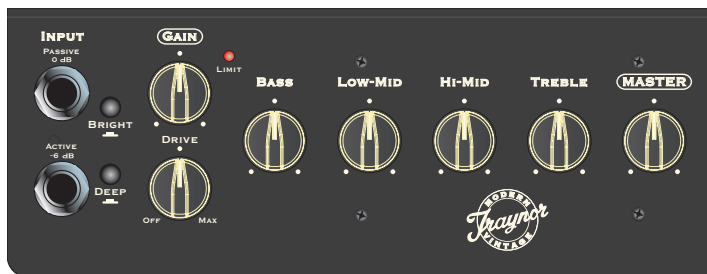 INPUT
PASSIVE
0 dB
BRIGHT
ACTIVE
-6 dB
DEEP
GAIN
LIMIT
DRIVE
OFF MAX
BASS
LOW-MID
HI-MID
TREBLE
MASTER
MODERN
Traynor
VINTAGE